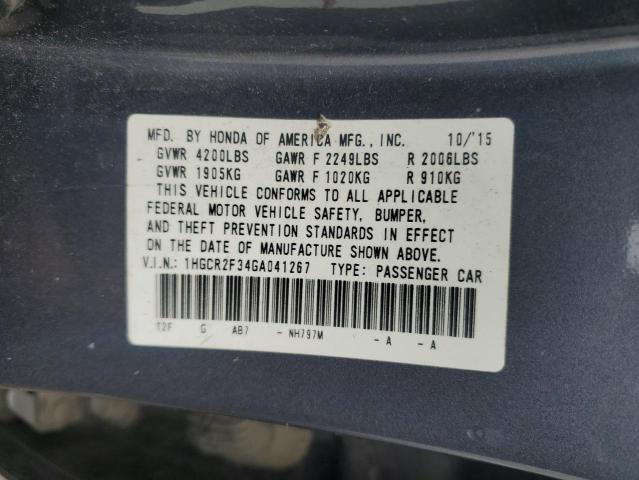 MFD. BY HONDA OF AMERICA MFG., INC. 10/'15
GVWR 4200LBS GAWR F 2249LBS R 2006LBS
GVWR 1905KG GAWR F 1020KG R 910KG
THIS VEHICLE CONFORMS TO ALL APPLICABLE
FEDERAL MOTOR VEHICLE SAFETY, BUMPER,
AND THEFT PREVENTION STANDARDS IN EFFECT
ON THE DATE OF MANUFACTURE SHOWN ABOVE.
V.I.N.: 1HGCR2F34GA041267 TYPE: PASSENGER CAR
T2F G AB7 - NH797M - A - A